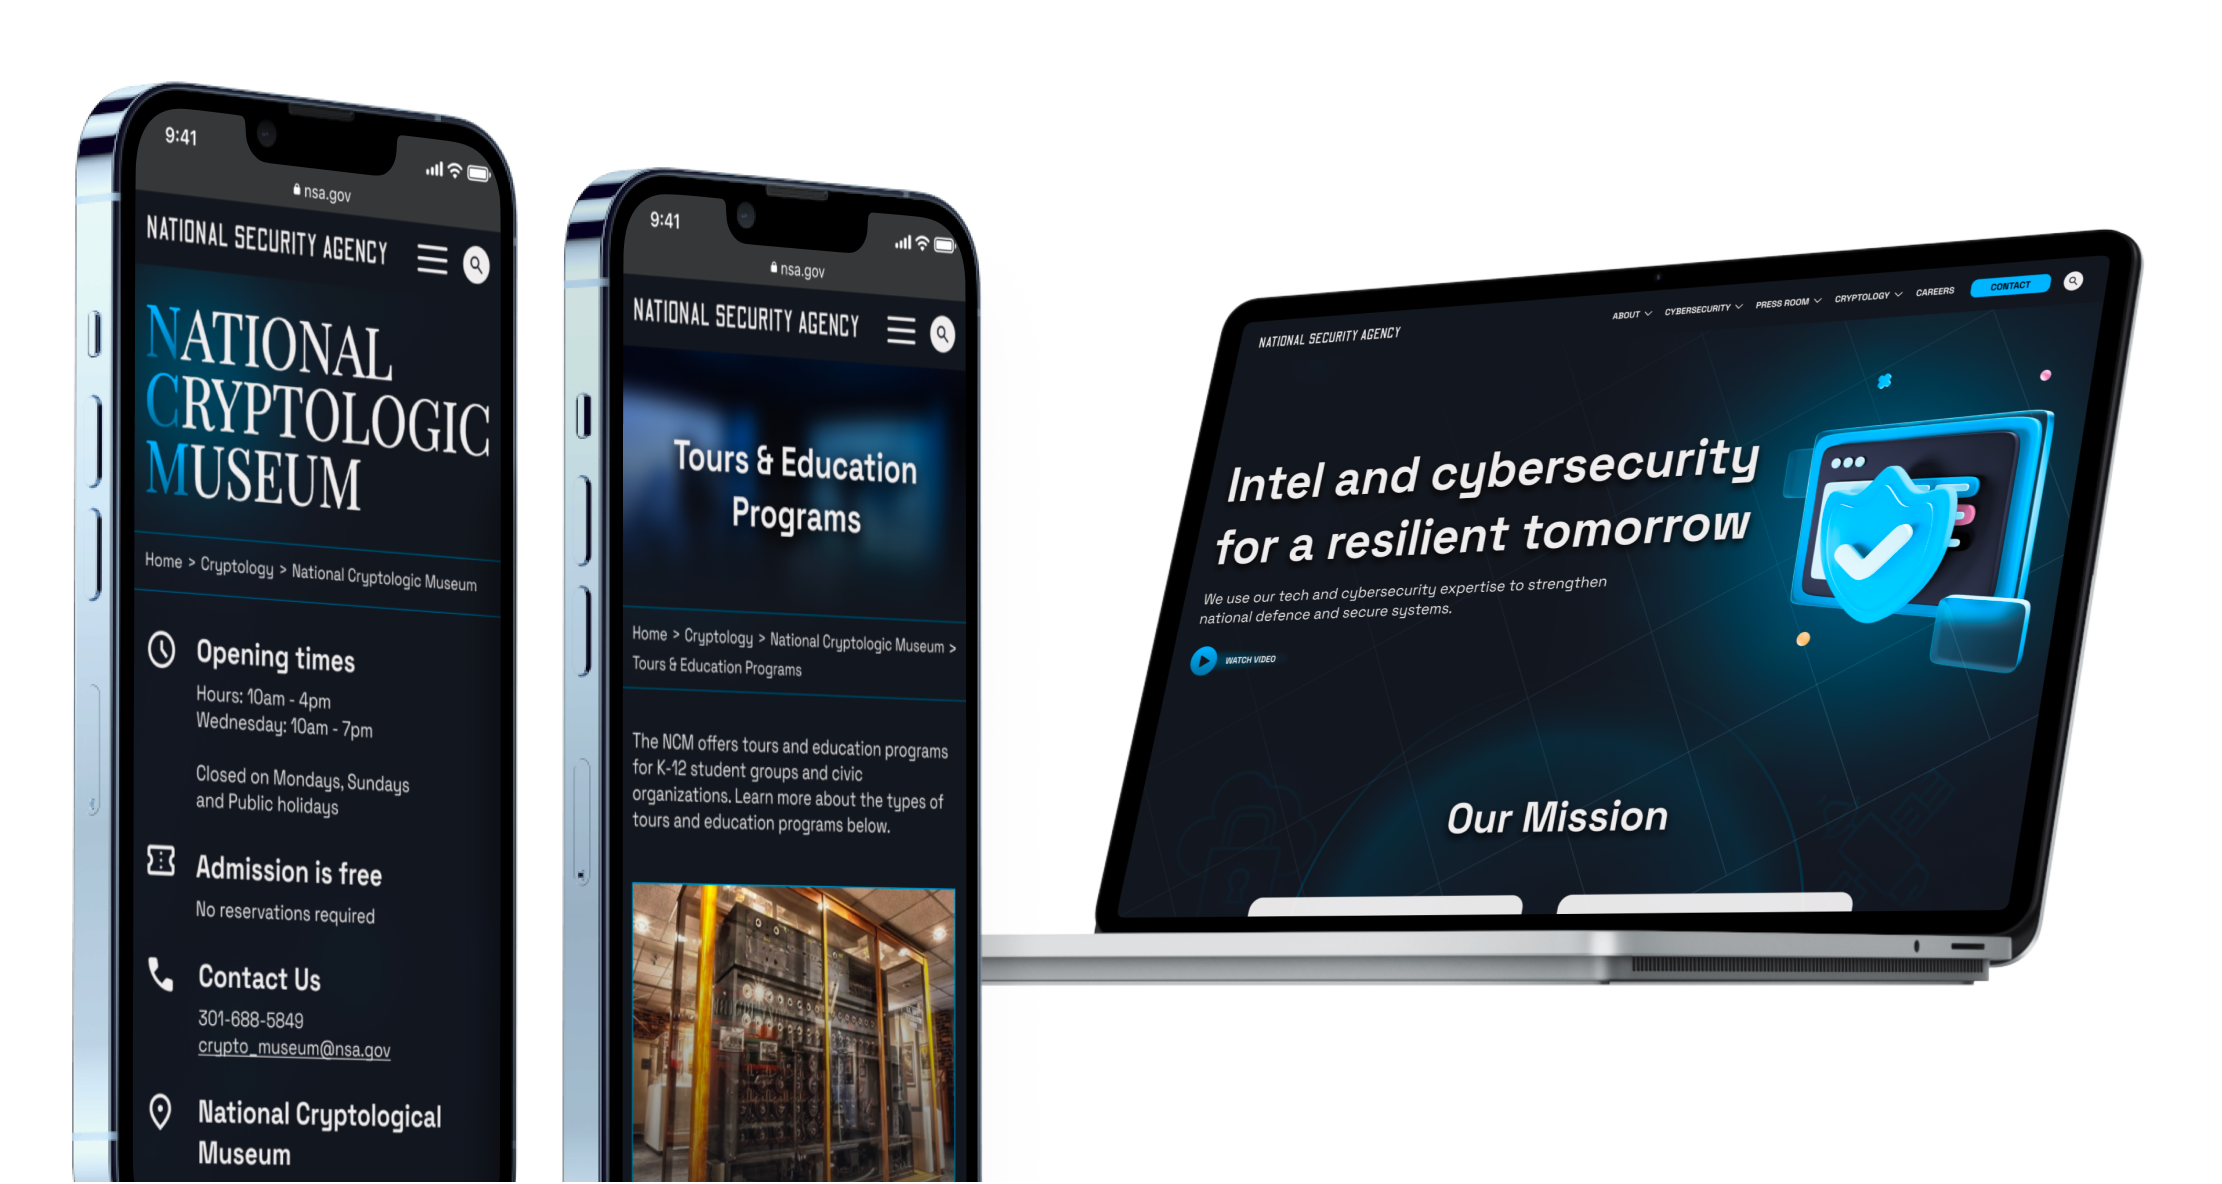 9:41
nsa.gov
NATIONAL SECURITY AGENCY
NATIONAL
CRYPTOLOGIC
MUSEUM
Home > Cryptology > National Cryptologic Museum
Opening times
Hours: 10am - 4pm
Wednesday: 10am - 7pm
Closed on Mondays, Sundays
and Public holidays
Admission is free
No reservations required
Contact Us
301-688-5849
crypto_museum@nsa.gov
National Cryptological
Museum
9:41
nsa.gov
NATIONAL SECURITY AGENCY
Tours & Education
Programs
Home > Cryptology > National Cryptologic Museum >
Tours & Education Programs
The NCM offers tours and education programs
for K-12 student groups and civic
organizations. Learn more about the types of
tours and education programs below.
NATIONAL SECURITY AGENCY
ABOUT CYBERSECURITY PRESS ROOM CRYPTOLOGY CAREERS CONTACT
Intel and cybersecurity
for a resilient tomorrow
We use our tech and cybersecurity expertise to strengthen
national defence and secure systems.
WATCH VIDEO
Our Mission